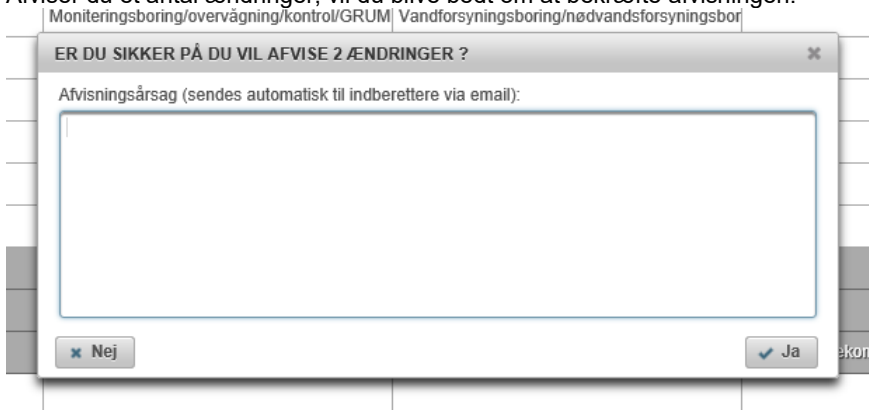 Afviser du et antal ændringer, vil du blive bedt om at bekræfte afvisningen.
Moniteringsboring/overvågning/kontrol/GRUM Vandforsyningsboring/nødvandsforsyningsbor
ER DU SIKKER PÅ DU VIL AFVISE 2 ÆNDRINGER ?
Afvisningsårsag (sendes automatisk til indberettere via email):
Nej
Ja